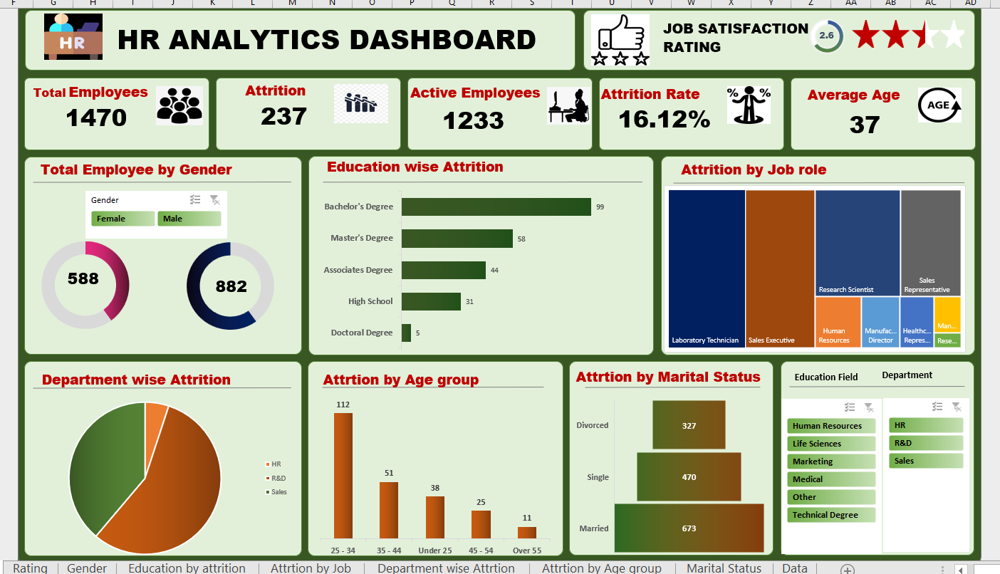 F G H I J K L M N O P Q R S T U V W X Y Z AA AB AC AD
HR
HR ANALYTICS DASHBOARD
JOB SATISFACTION
RATING
2.6
Total Employees
1470
Attrition
237
Active Employees
1233
Attrition Rate
16.12%
% %
Average Age
37
AGE
Total Employee by Gender
Gender
Female Male
588
882
Education wise Attrition
Bachelor's Degree 99
Master's Degree 58
Associates Degree 44
High School 31
Doctoral Degree 5
Attrition by Job role
Laboratory Technician
Sales Executive
Research Scientist
Sales
Representative
Human
Resources
Manufac...
Director
Healthc...
Repres...
Man...
Rese...
Department wise Attrition
HR
R&D
Sales
Attrtion by Age group
112
51
38
25
11
25 - 34 35 - 44 Under 25 45 - 54 Over 55
Attrtion by Marital Status
Divorced 327
Single 470
Married 673
Education Field
Human Resources
Life Sciences
Marketing
Medical
Other
Technical Degree
Department
HR
R&D
Sales
Rating Gender Education by attrition Attrtion by Job Department wise Attrtion Attrtion by Age group Marital Status Data